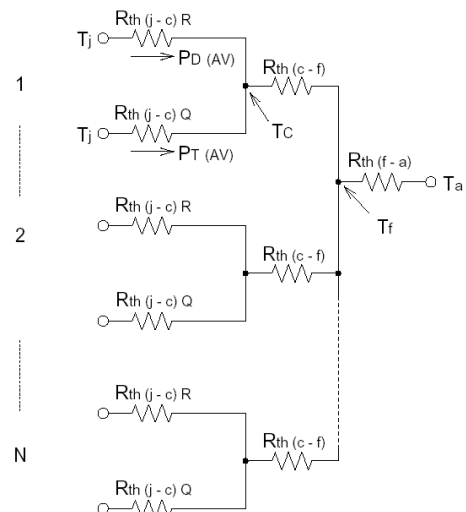 Rth (j - c) R
Tj
PD (AV)
1
Rth (c - f)
Rth (j - c) Q
Tj
PT (AV)
TC
Rth (f - a)
Ta
Tf
Rth (j - c) R
2
Rth (c - f)
Rth (j - c) Q
Rth (j - c) R
Rth (c - f)
N
Rth (j - c) Q